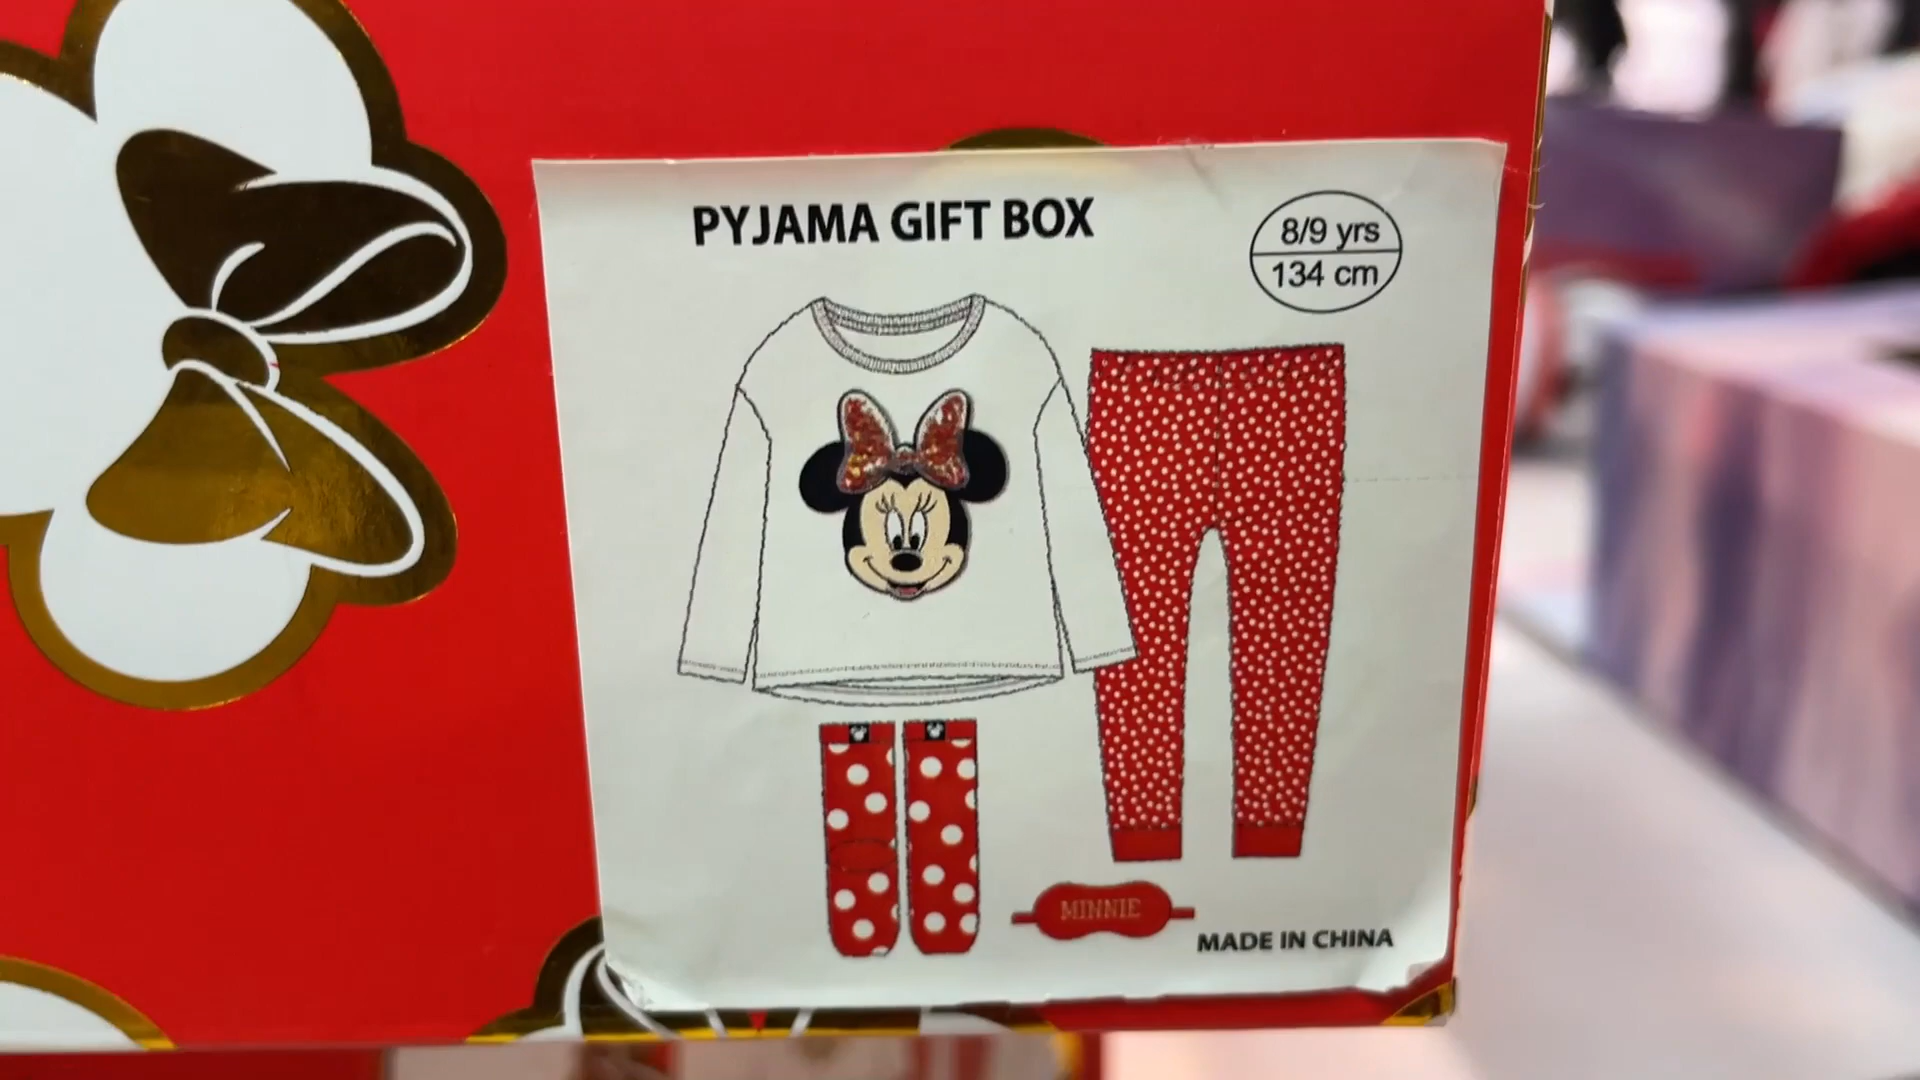 PYJAMA GIFT BOX
8/9 yrs
134 cm
MINNIE
MADE IN CHINA